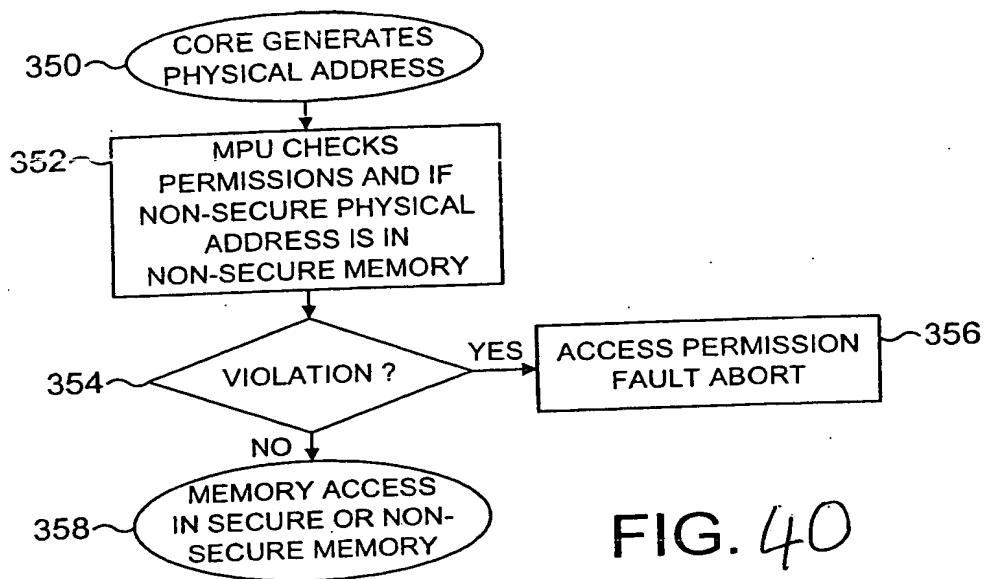 350
CORE GENERATES
PHYSICAL ADDRESS
352
MPU CHECKS
PERMISSIONS AND IF
NON-SECURE PHYSICAL
ADDRESS IS IN
NON-SECURE MEMORY
354
VIOLATION ?
YES
ACCESS PERMISSION
FAULT ABORT
356
NO
358
MEMORY ACCESS
IN SECURE OR NON-
SECURE MEMORY
FIG. 40